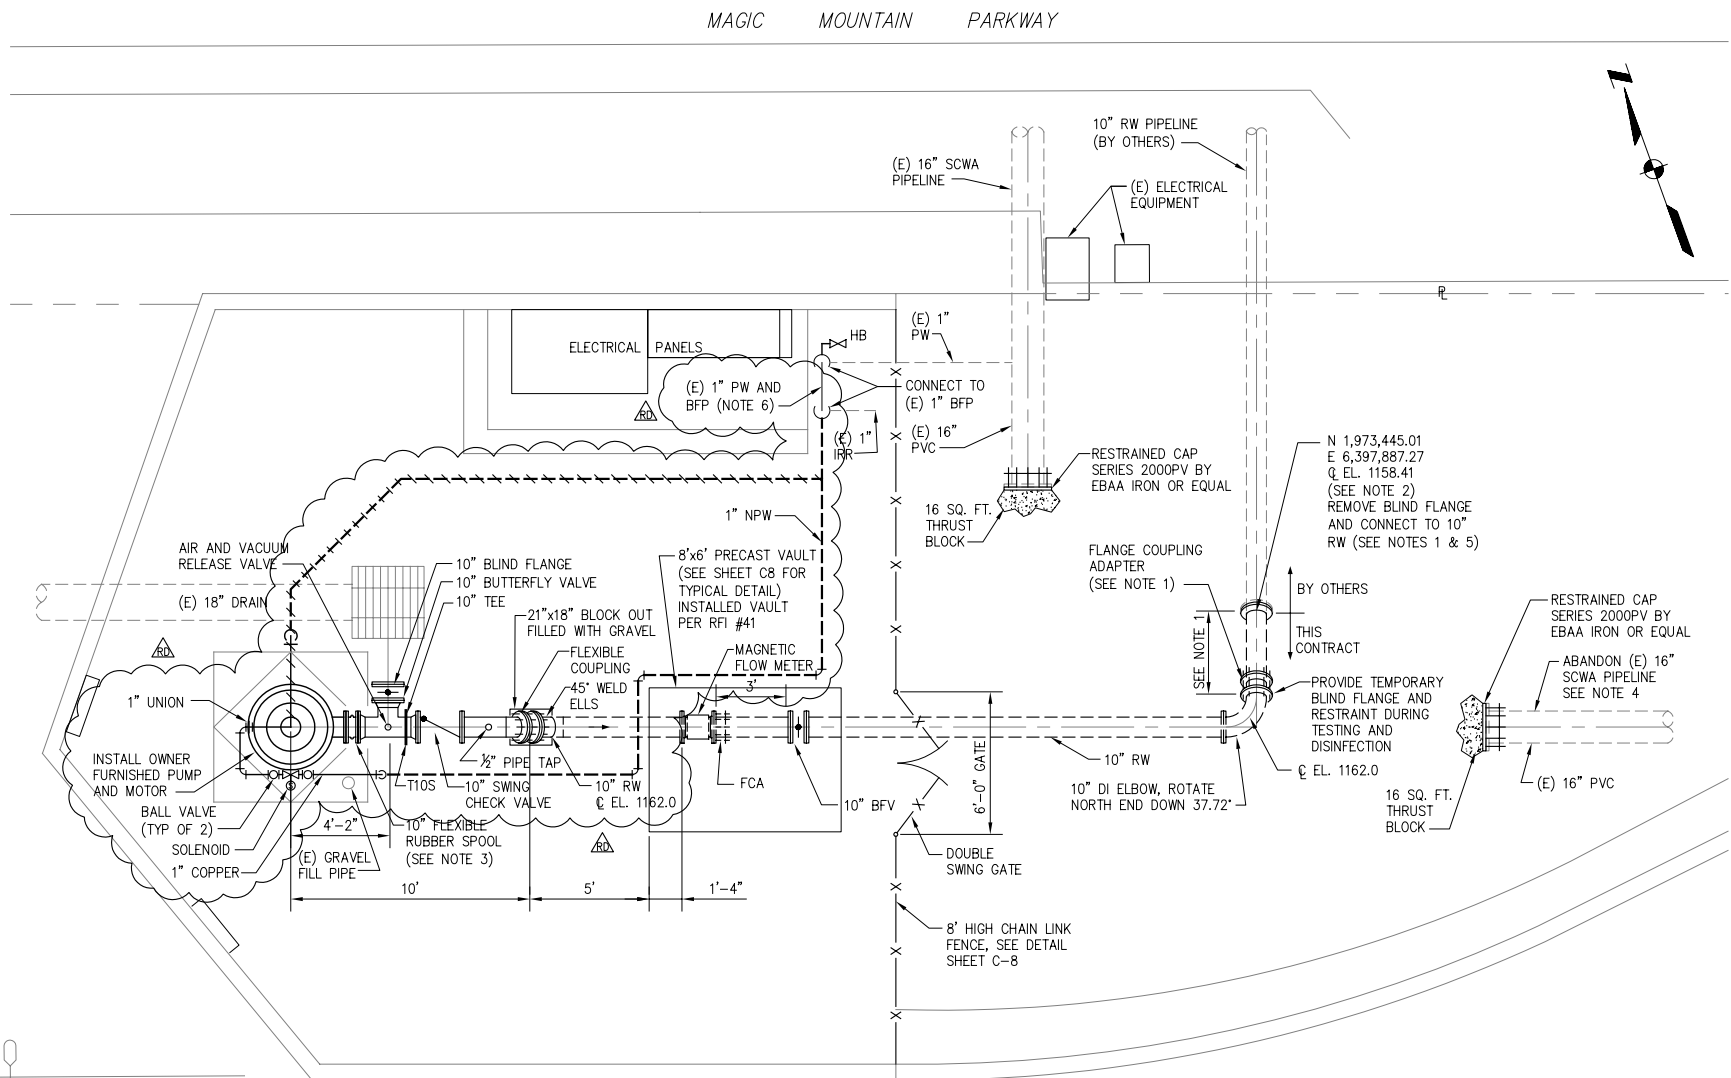 MAGIC MOUNTAIN PARKWAY
N
10" RW PIPELINE
(BY OTHERS)
(E) 16" SCWA
PIPELINE
(E) ELECTRICAL
EQUIPMENT
PL
(E) 1"
PW
HB
ELECTRICAL PANELS
(E) 1" PW AND
BFP (NOTE 6)
RD
CONNECT TO
(E) 1" BFP
(E) 1"
IRR
(E) 16"
PVC
RESTRAINED CAP
SERIES 2000PV BY
EBAA IRON OR EQUAL
16 SQ. FT.
THRUST
BLOCK
N 1,973,445.01
E 6,397,887.27
CL EL. 1158.41
(SEE NOTE 2)
REMOVE BLIND FLANGE
AND CONNECT TO 10"
RW (SEE NOTES 1 & 5)
1" NPW
AIR AND VACUUM
RELEASE VALVE
10" BLIND FLANGE
10" BUTTERFLY VALVE
10" TEE
(E) 18" DRAIN
8'x6' PRECAST VAULT
(SEE SHEET C8 FOR
TYPICAL DETAIL)
INSTALLED VAULT
PER RFI #41
FLANGE COUPLING
ADAPTER
(SEE NOTE 1)
BY OTHERS
THIS
CONTRACT
SEE NOTE 1
RESTRAINED CAP
SERIES 2000PV BY
EBAA IRON OR EQUAL
ABANDON (E) 16"
SCWA PIPELINE
SEE NOTE 4
21"x18" BLOCK OUT
FILLED WITH GRAVEL
FLEXIBLE
COUPLING
45° WELD
ELLS
MAGNETIC
FLOW METER
3'
RD
1" UNION
PROVIDE TEMPORARY
BLIND FLANGE AND
RESTRAINT DURING
TESTING AND
DISINFECTION
INSTALL OWNER
FURNISHED PUMP
AND MOTOR
BALL VALVE
(TYP OF 2)
SOLENOID
1" COPPER
S
4'-2"
(E) GRAVEL
FILL PIPE
T10S
10" FLEXIBLE
RUBBER SPOOL
(SEE NOTE 3)
½" PIPE TAP
10" SWING
CHECK VALVE
10" RW
CL EL. 1162.0
RD
FCA
10" BFV
6'-0" GATE
10" RW
10" DI ELBOW, ROTATE
NORTH END DOWN 37.72°
CL EL. 1162.0
16 SQ. FT.
THRUST
BLOCK
(E) 16" PVC
DOUBLE
SWING GATE
10'
5'
1'-4"
8' HIGH CHAIN LINK
FENCE, SEE DETAIL
SHEET C-8